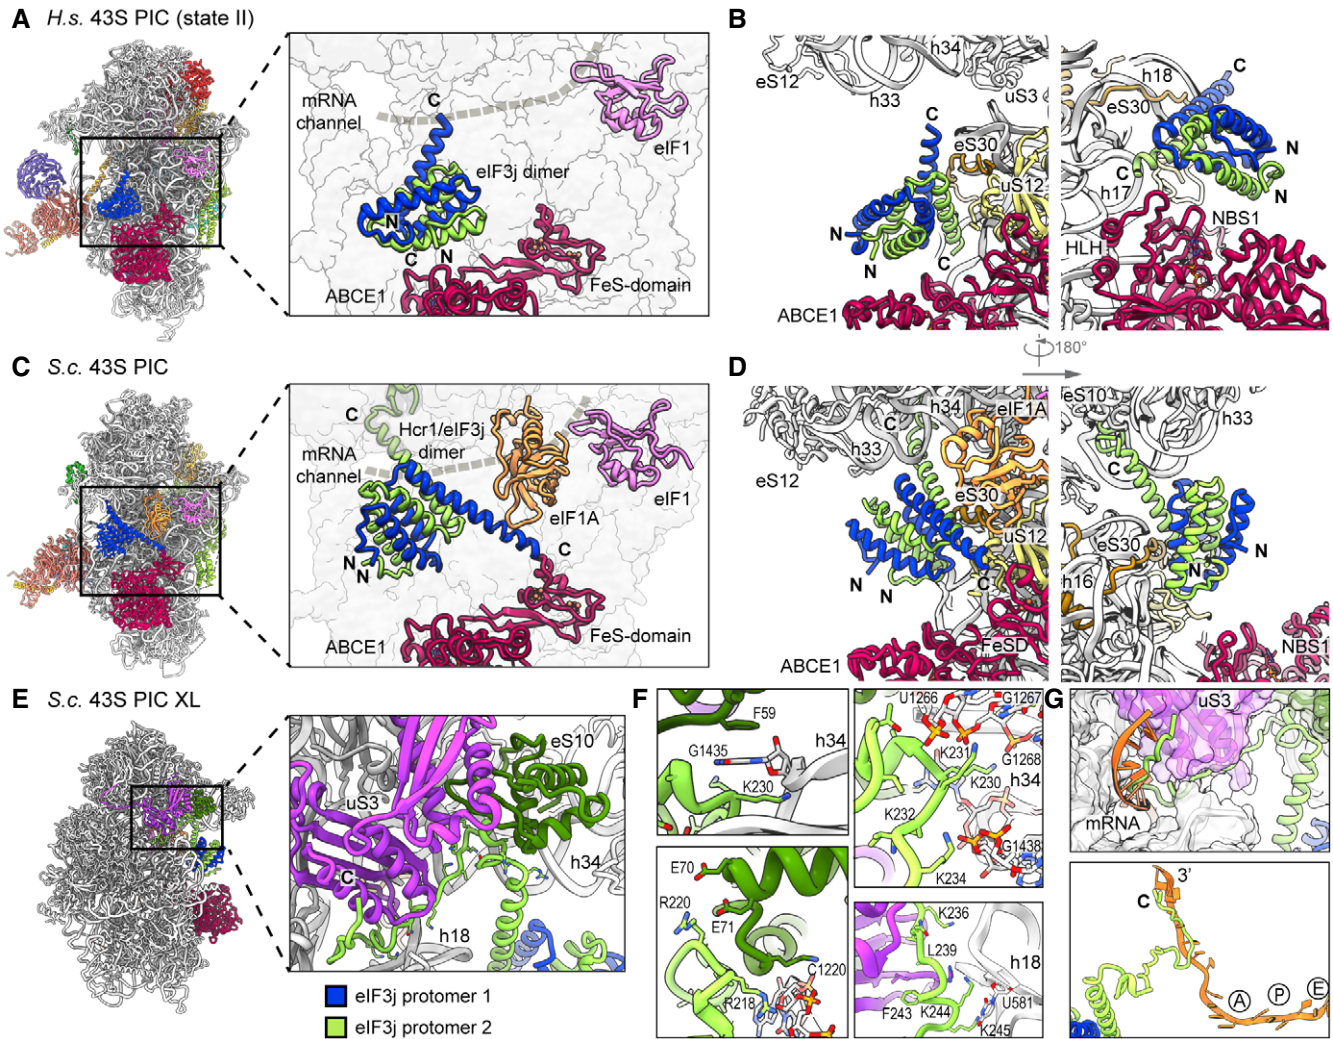 A H.s. 43S PIC (state II)
mRNA
channel
C
eIF1
eIF3j dimer
N
C N
ABCE1
FeS-domain
B
eS12
h33
h34
uS3
C
eS30
uS12
N
N
C
ABCE1
h18
C
eS30
N
C
N
h17
NBS1
HLH
180°
C S.c. 43S PIC
C
Hcr1/eIF3j
dimer
mRNA
channel
eIF1
eIF1A
C
N
N
ABCE1
FeS-domain
D
h34
eIF1A
C
h33
eS12
eS30
uS12
N
N
C
FeSD
ABCE1
eS10
h33
C
eS30
N
h16
N
NBS1
E S.c. 43S PIC XL
eS10
uS3
h34
C
h18
eIF3j protomer 1
eIF3j protomer 2
F
F59
G1435
h34
K230
U1266
G1267
K231
G1268
K230
h34
K232
G1438
K234
E70
R220
E71
C1220
R218
K236
L239
h18
U581
F243
K244
K245
G
uS3
mRNA
3'
C
A
P
E